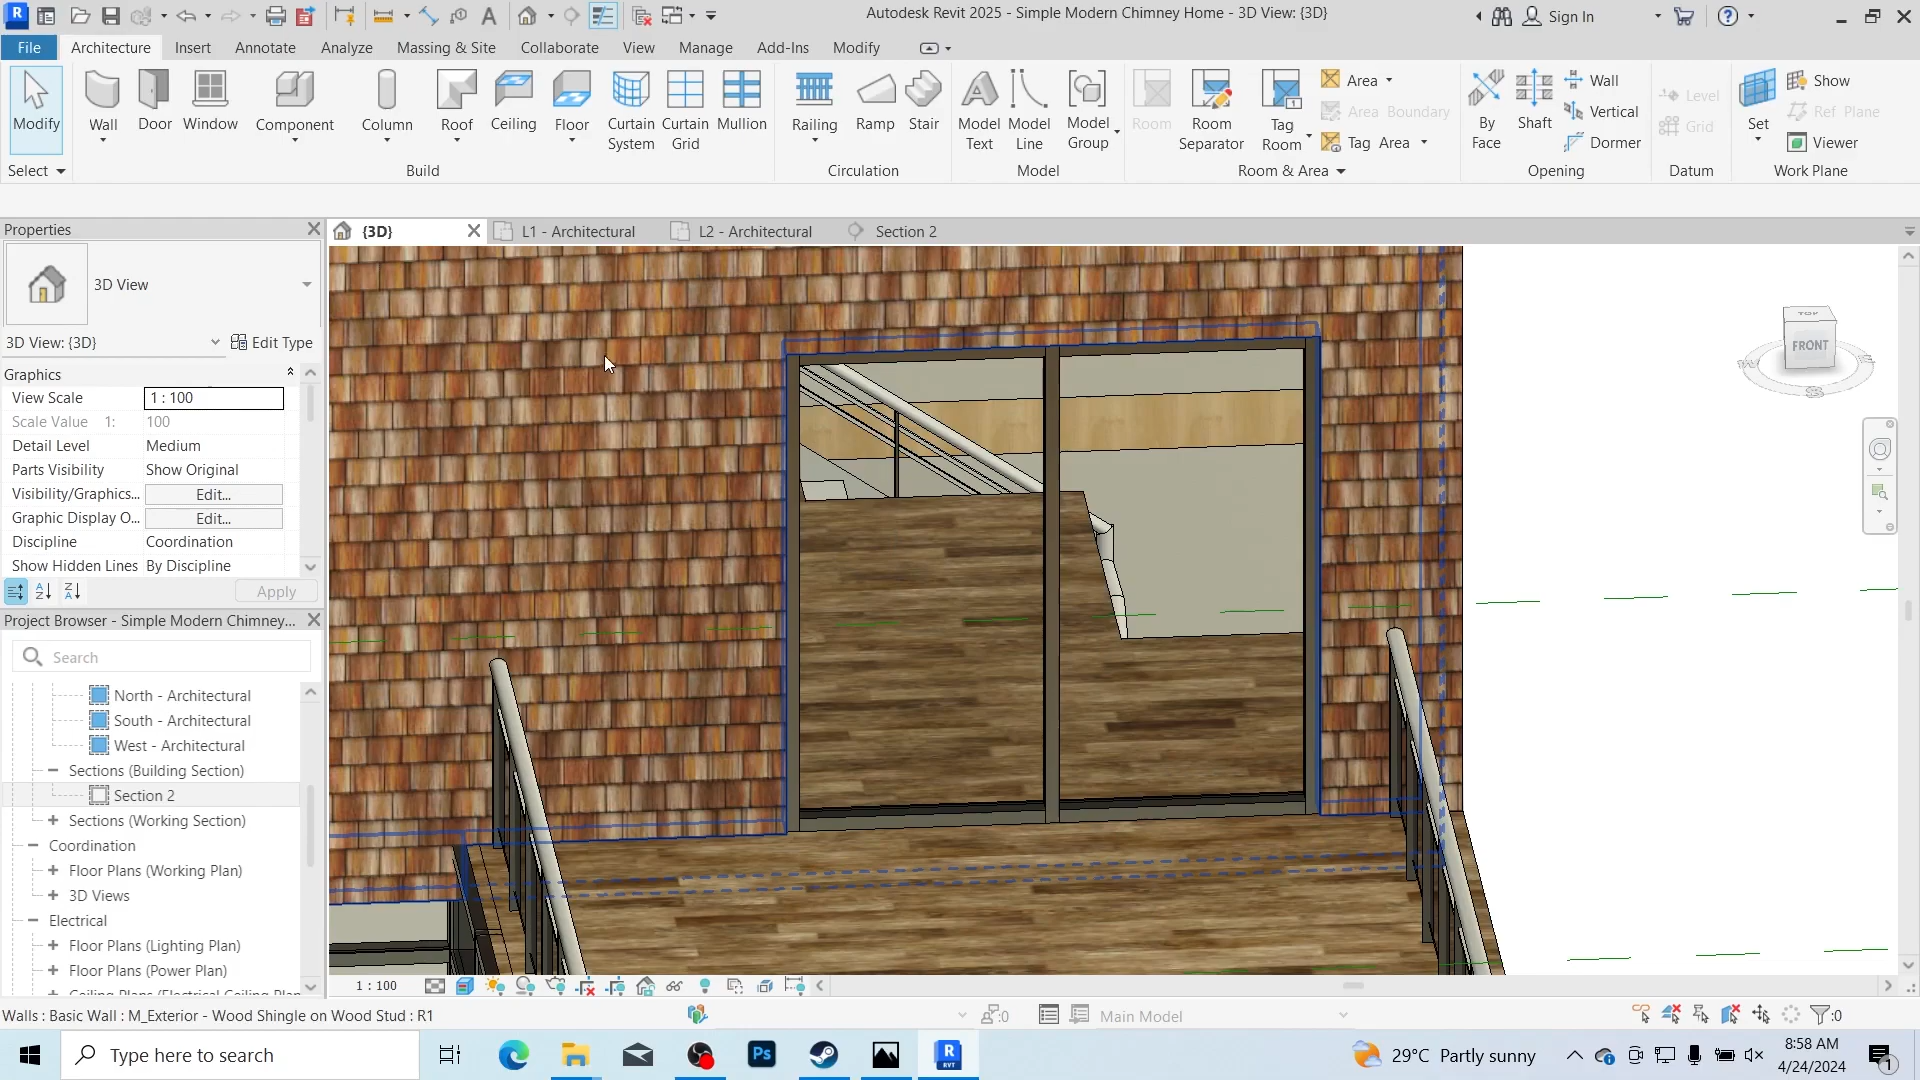 Autodesk Revit 2025 - Simple Modern Chimney Home - 3D View: {3D}
Sign In
File
Architecture
Insert
Annotate
Analyze
Massing & Site
Collaborate
View
Manage
Add-Ins
Modify
Modify
Wall
Door
Window
Component
Column
Roof
Ceiling
Floor
Curtain System
Curtain Grid
Mullion
Railing
Ramp
Stair
Model Text
Model Line
Model Group
Room
Room Separator
Tag Room
Area
Area Boundary
Tag Area
By Face
Shaft
Wall
Vertical
Dormer
Level
Grid
Set
Show
Ref Plane
Viewer
Select
Build
Circulation
Model
Room & Area
Opening
Datum
Work Plane
Properties
{3D}
L1 - Architectural
L2 - Architectural
Section 2
3D View
3D View: {3D}
Edit Type
Graphics
View Scale
1 : 100
Scale Value 1:
100
Detail Level
Medium
Parts Visibility
Show Original
Visibility/Graphics...
Edit...
Graphic Display O...
Edit...
Discipline
Coordination
Show Hidden Lines
By Discipline
Apply
Project Browser - Simple Modern Chimney...
Search
North - Architectural
South - Architectural
West - Architectural
Sections (Building Section)
Section 2
Sections (Working Section)
Coordination
Floor Plans (Working Plan)
3D Views
Electrical
Floor Plans (Lighting Plan)
Floor Plans (Power Plan)
Ceiling Plans (Electrical Ceiling Plan
TOP
FRONT
W
S
1 : 100
Walls : Basic Wall : M_Exterior - Wood Shingle on Wood Stud : R1
:0
Main Model
:0
Type here to search
29°C Partly sunny
8:58 AM
4/24/2024
1